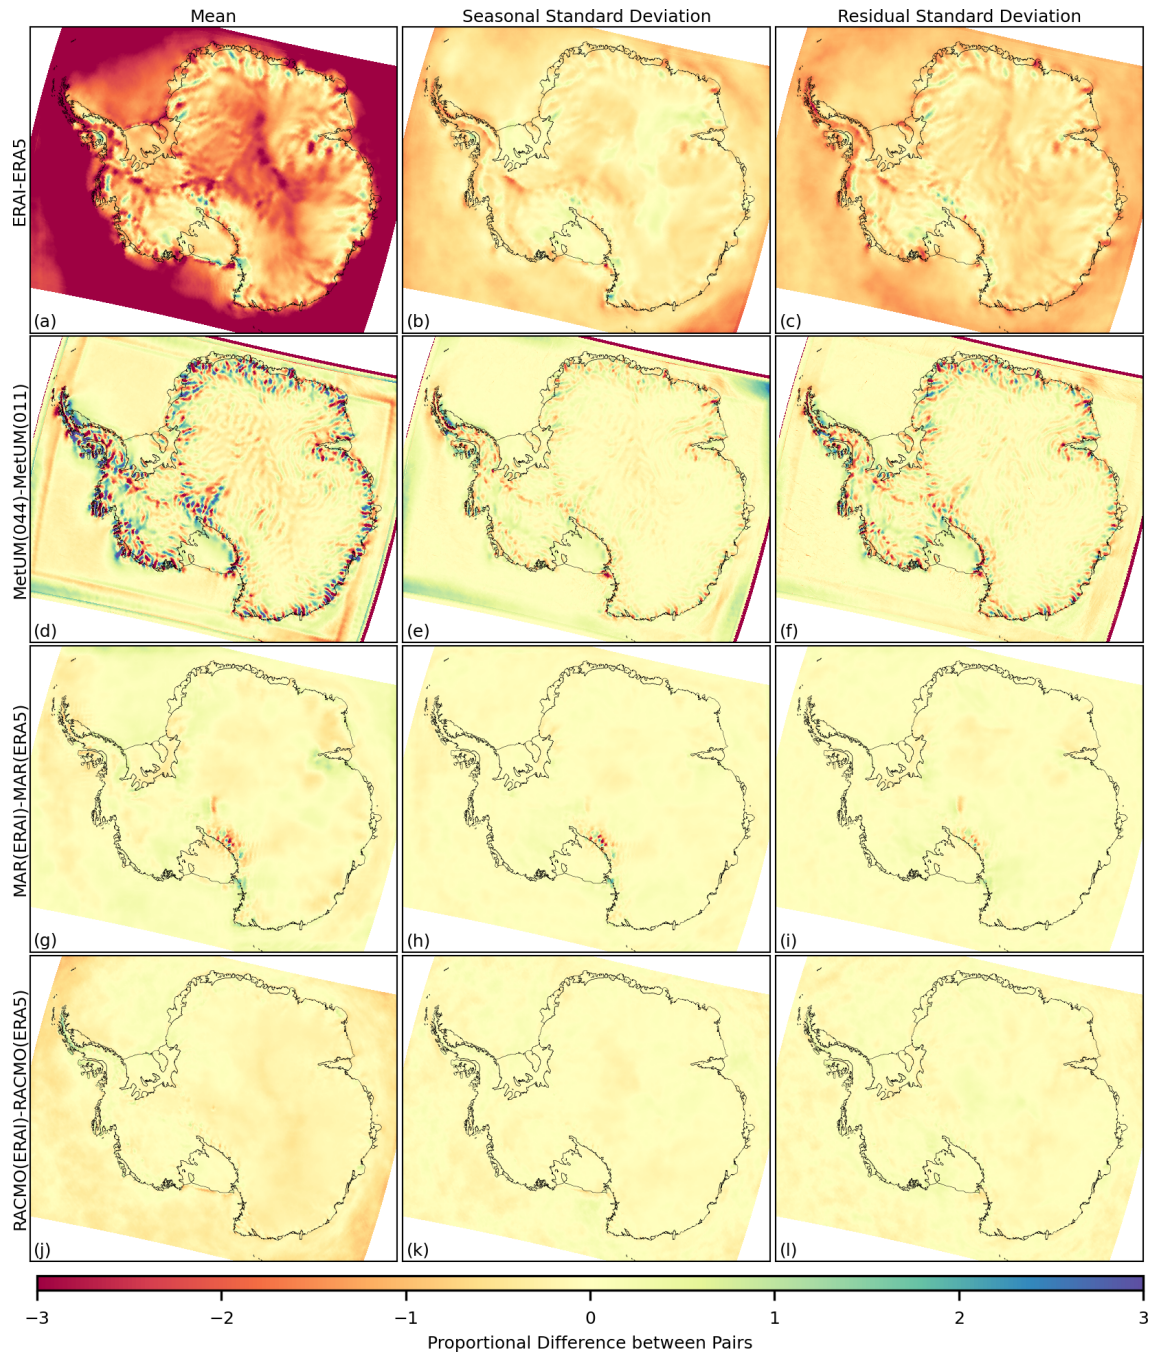 Mean
Seasonal Standard Deviation
Residual Standard Deviation
ERAI-ERA5
(a)
(b)
(c)
MetUM(044)-MetUM(011)
(d)
(e)
(f)
MAR(ERAI)-MAR(ERA5)
(g)
(h)
(i)
RACMO(ERAI)-RACMO(ERA5)
(j)
(k)
(l)
−3 −2 −1 0 1 2 3
Proportional Difference between Pairs